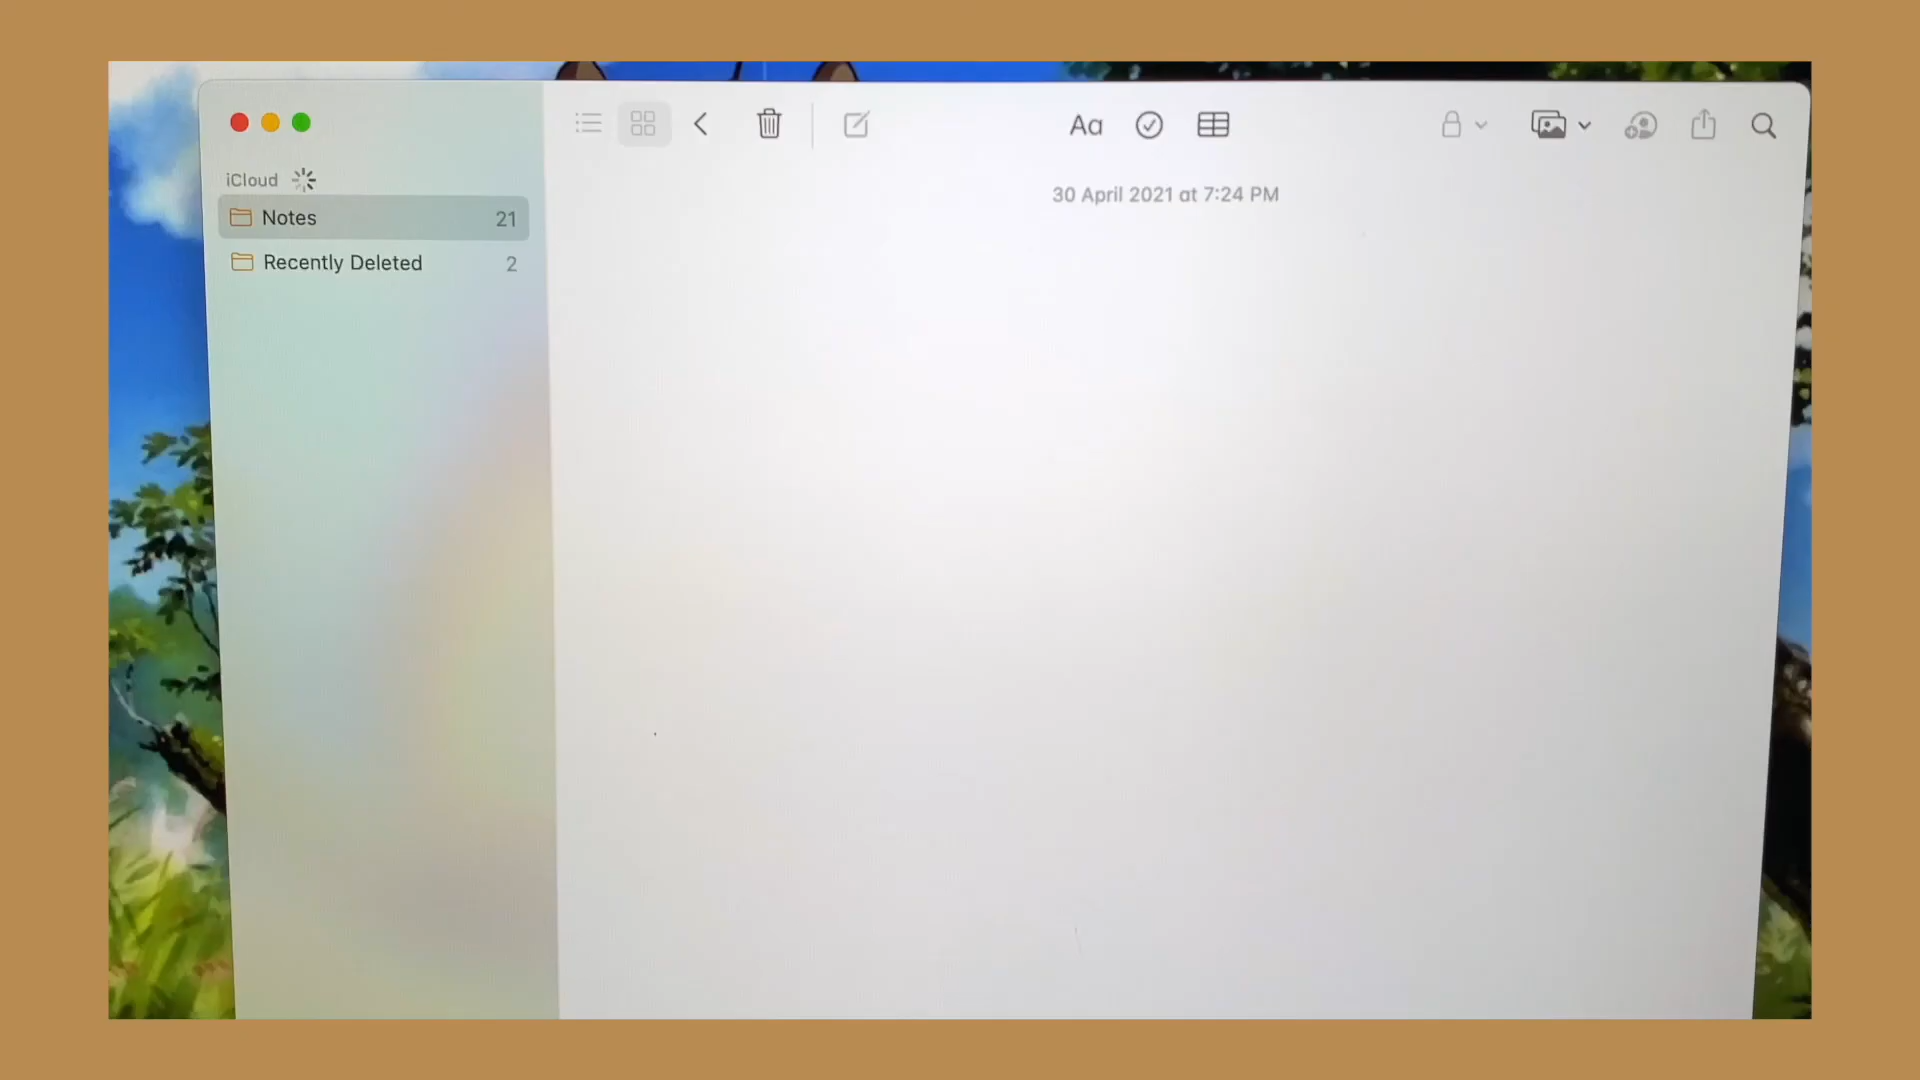 Aa
iCloud
30 April 2021 at 7:24 PM
Notes 21
Recently Deleted 2